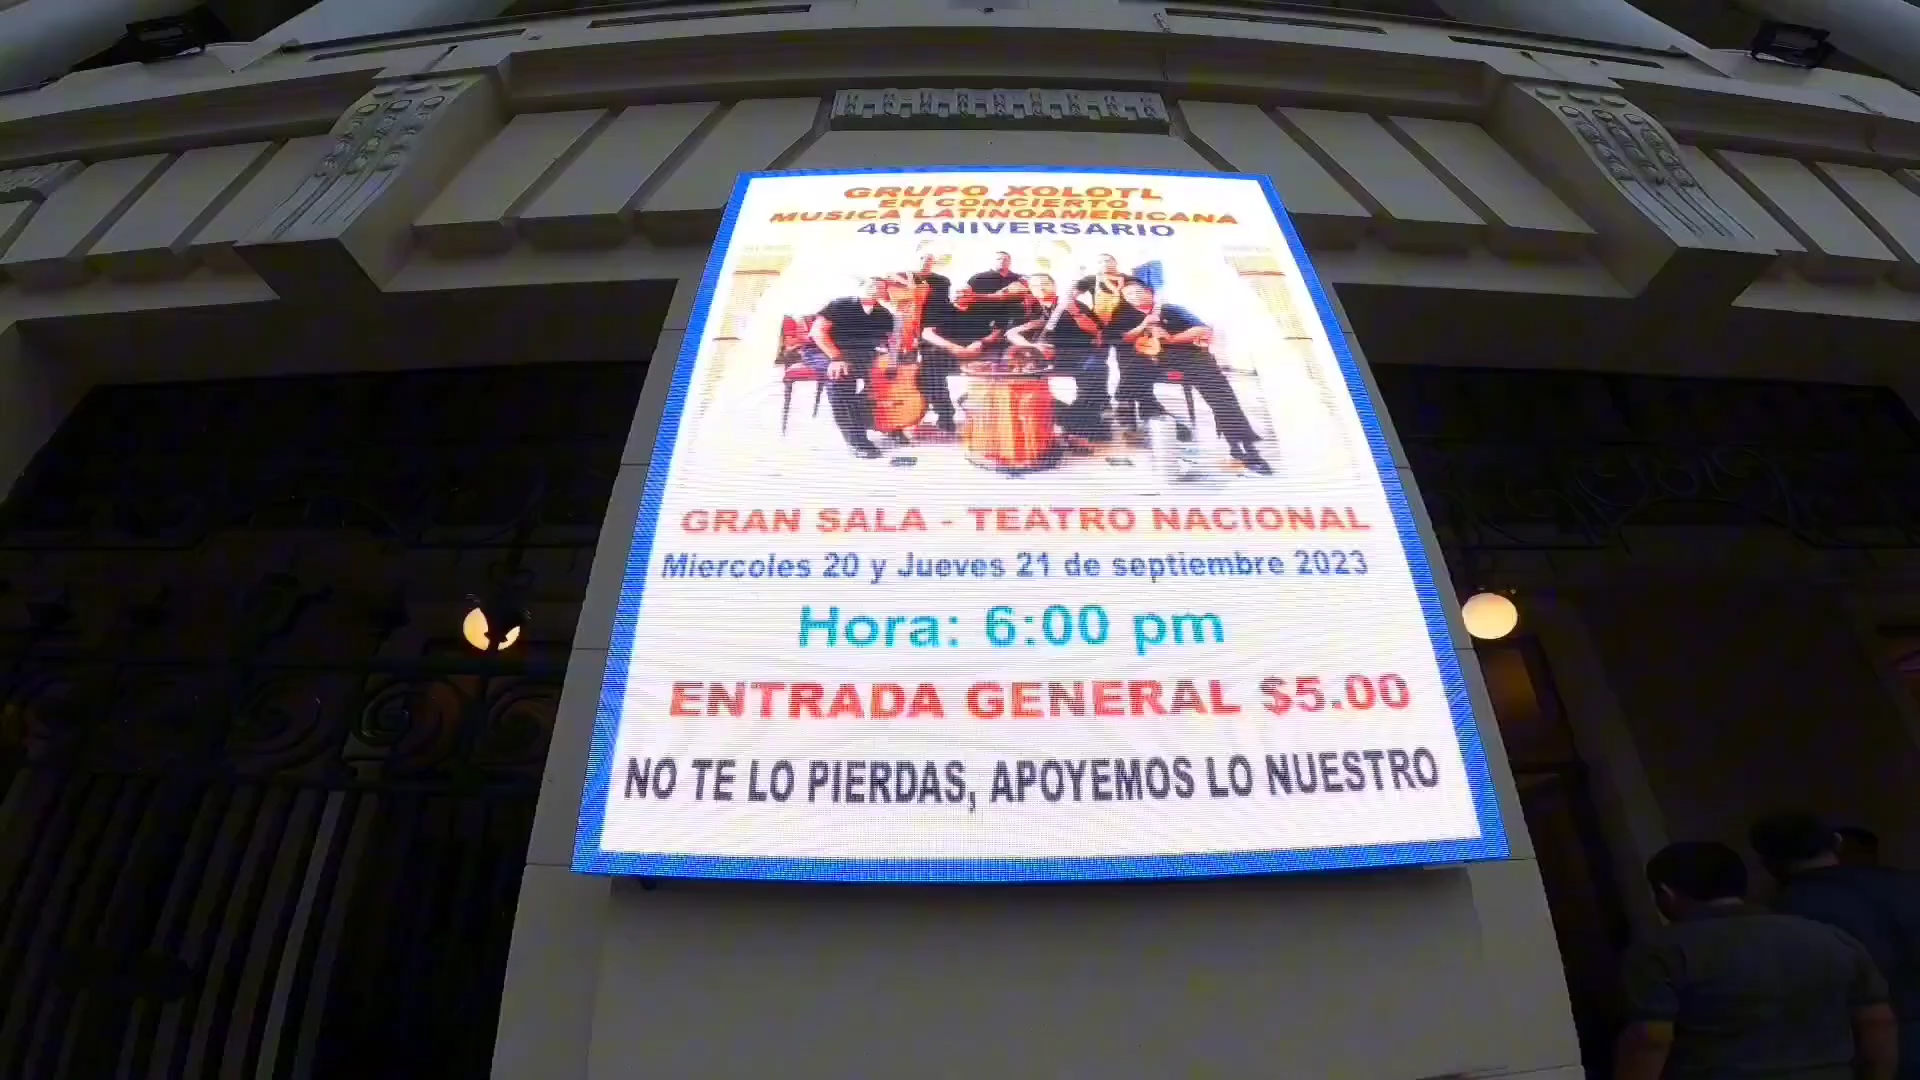 GRUPO XOLOTL
EN CONCIERTO
MUSICA LATINOAMERICANA
46 ANIVERSARIO
GRAN SALA - TEATRO NACIONAL
Miercoles 20 y Jueves 21 de septiembre 2023
Hora: 6:00 pm
ENTRADA GENERAL $5.00
NO TE LO PIERDAS, APOYEMOS LO NUESTRO